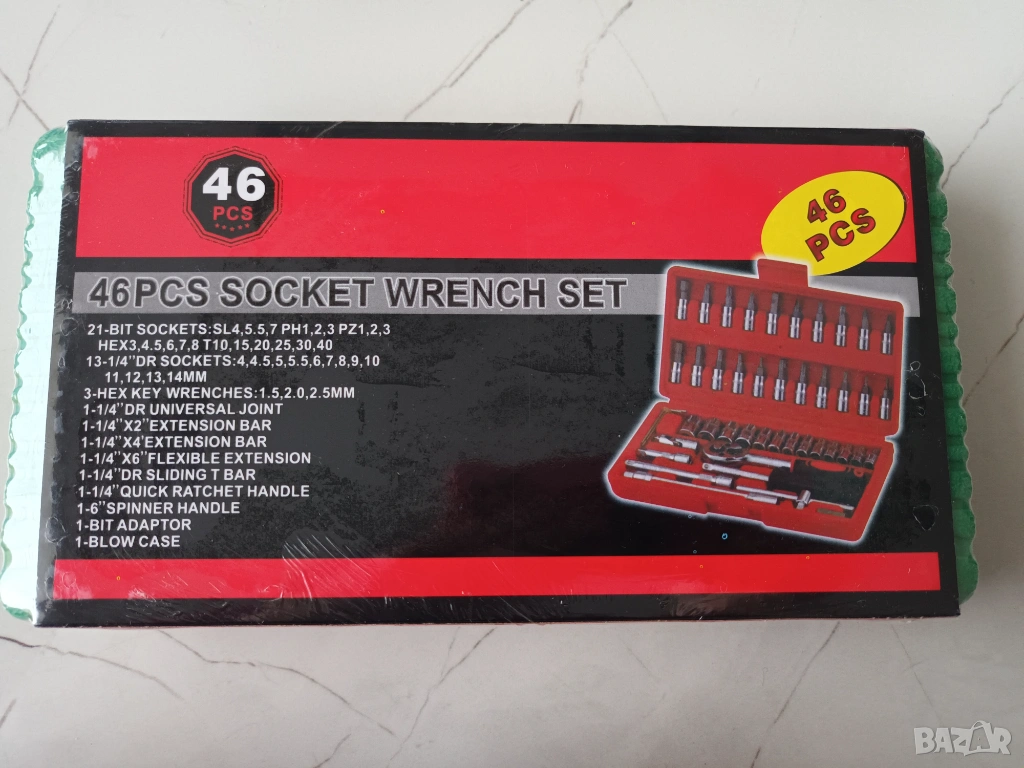 46
PCS
46
PCS
46PCS SOCKET WRENCH SET
21-BIT SOCKETS:SL4,5.5,7 PH1,2,3 PZ1,2,3
HEX3,4.5,6,7,8 T10,15,20,25,30,40
13-1/4"DR SOCKETS:4,4.5,5,5.5,6,7,8,9,10
11,12,13,14MM
3-HEX KEY WRENCHES:1.5,2.0,2.5MM
1-1/4"DR UNIVERSAL JOINT
1-1/4"X2"EXTENSION BAR
1-1/4"X4"EXTENSION BAR
1-1/4"X6"FLEXIBLE EXTENSION
1-1/4"DR SLIDING T BAR
1-1/4"QUICK RATCHET HANDLE
1-6"SPINNER HANDLE
1-BIT ADAPTOR
1-BLOW CASE
BAZAR